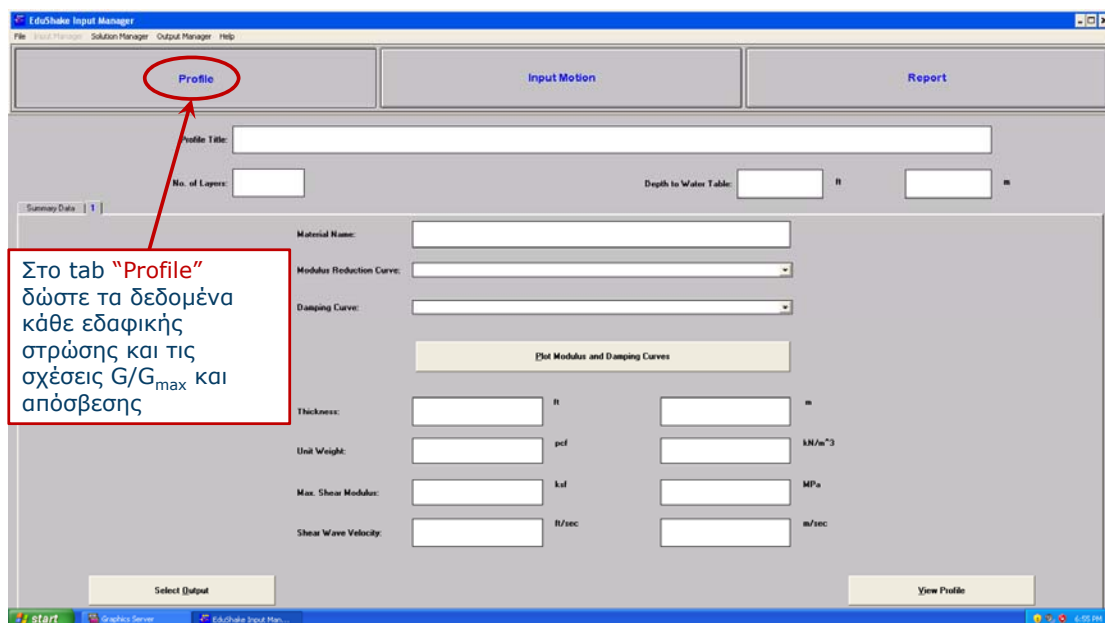 EduShake Input Manager
File Input Manager Solution Manager Output Manager Help
Profile Input Motion Report
Profile Title:
No. of Layers: Depth to Water Table: ft m
Summary Data 1
Material Name:
Modulus Reduction Curve:
Damping Curve:
Plot Modulus and Damping Curves
Στο tab “Profile”
δώστε τα δεδομένα
κάθε εδαφικής
στρώσης και τις
σχέσεις G/Gmax και
απόσβεσης
Thickness: ft m
Unit Weight: pcf kN/m^3
Max. Shear Modulus: ksf MPa
Shear Wave Velocity: ft/sec m/sec
Select Output View Profile
start Graphics Server EduShake Input Man... 6:55 PM